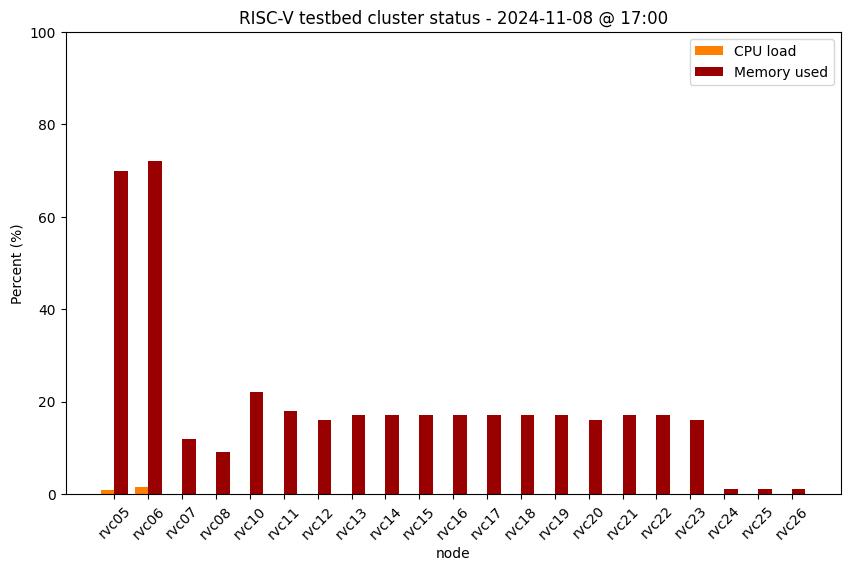 RISC-V testbed cluster status - 2024-11-08 @ 17:00
CPU load
Memory used
Percent (%)
100
80
60
40
20
0
rvc05
rvc06
rvc07
rvc08
rvc10
rvc11
rvc12
rvc13
rvc14
rvc15
rvc16
rvc17
rvc18
rvc19
rvc20
rvc21
rvc22
rvc23
rvc24
rvc25
rvc26
node